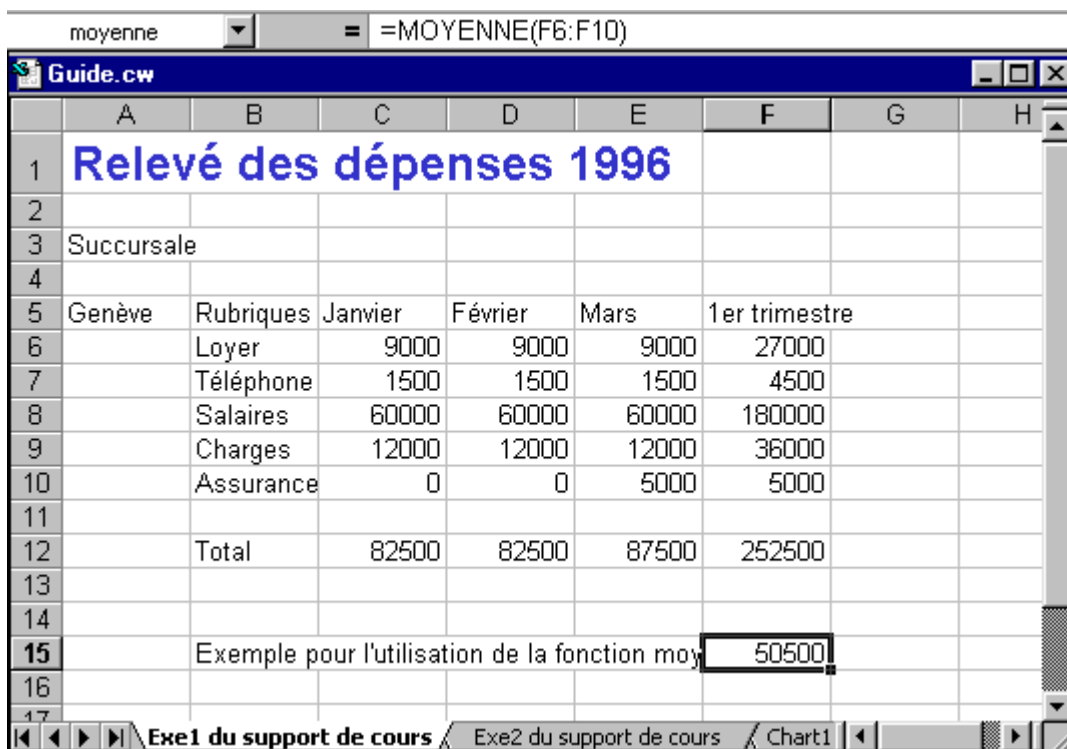 moyenne = =MOYENNE(F6:F10)
Guide.cw
A B C D E F G H
1 Relevé des dépenses 1996
2
3 Succursale
4
5 Genève Rubriques Janvier Février Mars 1er trimestre
6 Loyer 9000 9000 9000 27000
7 Téléphone 1500 1500 1500 4500
8 Salaires 60000 60000 60000 180000
9 Charges 12000 12000 12000 36000
10 Assurance 0 0 5000 5000
11
12 Total 82500 82500 87500 252500
13
14
15 Exemple pour l'utilisation de la fonction moy 50500
16
17
Exe1 du support de cours Exe2 du support de cours Chart1